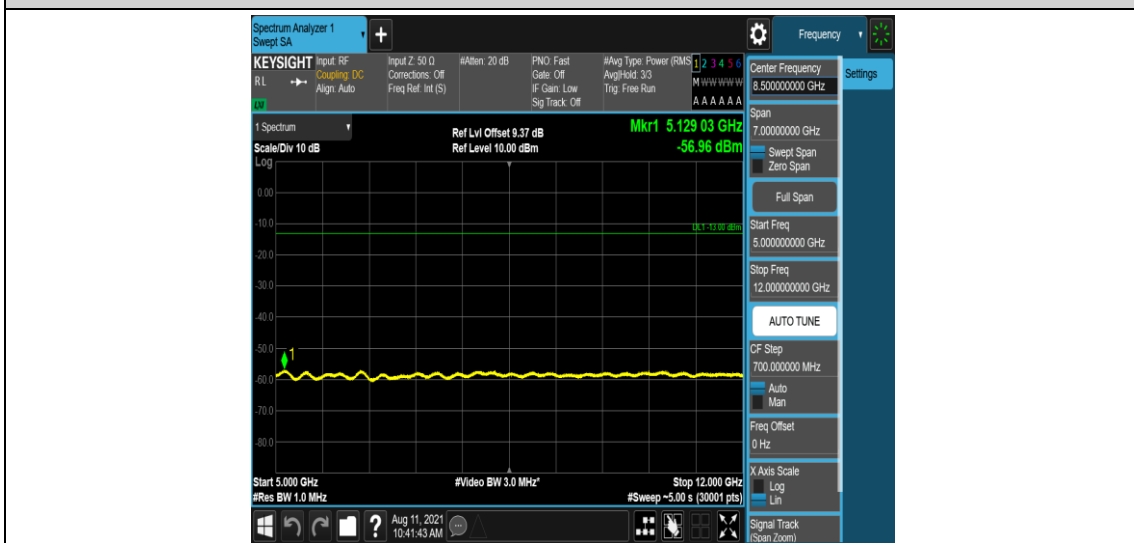 Spectrum Analyzer 1
Swept SA
+
Frequency
KEYSIGHT
RL
LXI
Input: RF
Coupling: DC
Align: Auto
Input Z: 50 Ω
Corrections: Off
Freq Ref: Int (S)
#Atten: 20 dB
PNO: Fast
Gate: Off
IF Gain: Low
Sig Track: Off
#Avg Type: Power (RMS
Avg|Hold: 3/3
Trig: Free Run
1 2 3 4 5 6
M W W W W W
A A A A A A
1 Spectrum
Scale/Div 10 dB
Log
Ref Lvl Offset 9.37 dB
Ref Level 10.00 dBm
Mkr1 5.129 03 GHz
-56.96 dBm
0.00
-10.0
DL1 -13.00 dBm
-20.0
-30.0
-40.0
-50.0
1
-60.0
-70.0
-80.0
Start 5.000 GHz
#Res BW 1.0 MHz
#Video BW 3.0 MHz*
Stop 12.000 GHz
#Sweep ~5.00 s (30001 pts)
?
Aug 11, 2021
10:41:43 AM
Center Frequency
8.500000000 GHz
Settings
Span
7.00000000 GHz
Swept Span
Zero Span
Full Span
Start Freq
5.000000000 GHz
Stop Freq
12.000000000 GHz
AUTO TUNE
CF Step
700.000000 MHz
Auto
Man
Freq Offset
0 Hz
X Axis Scale
Log
Lin
Signal Track
(Span Zoom)